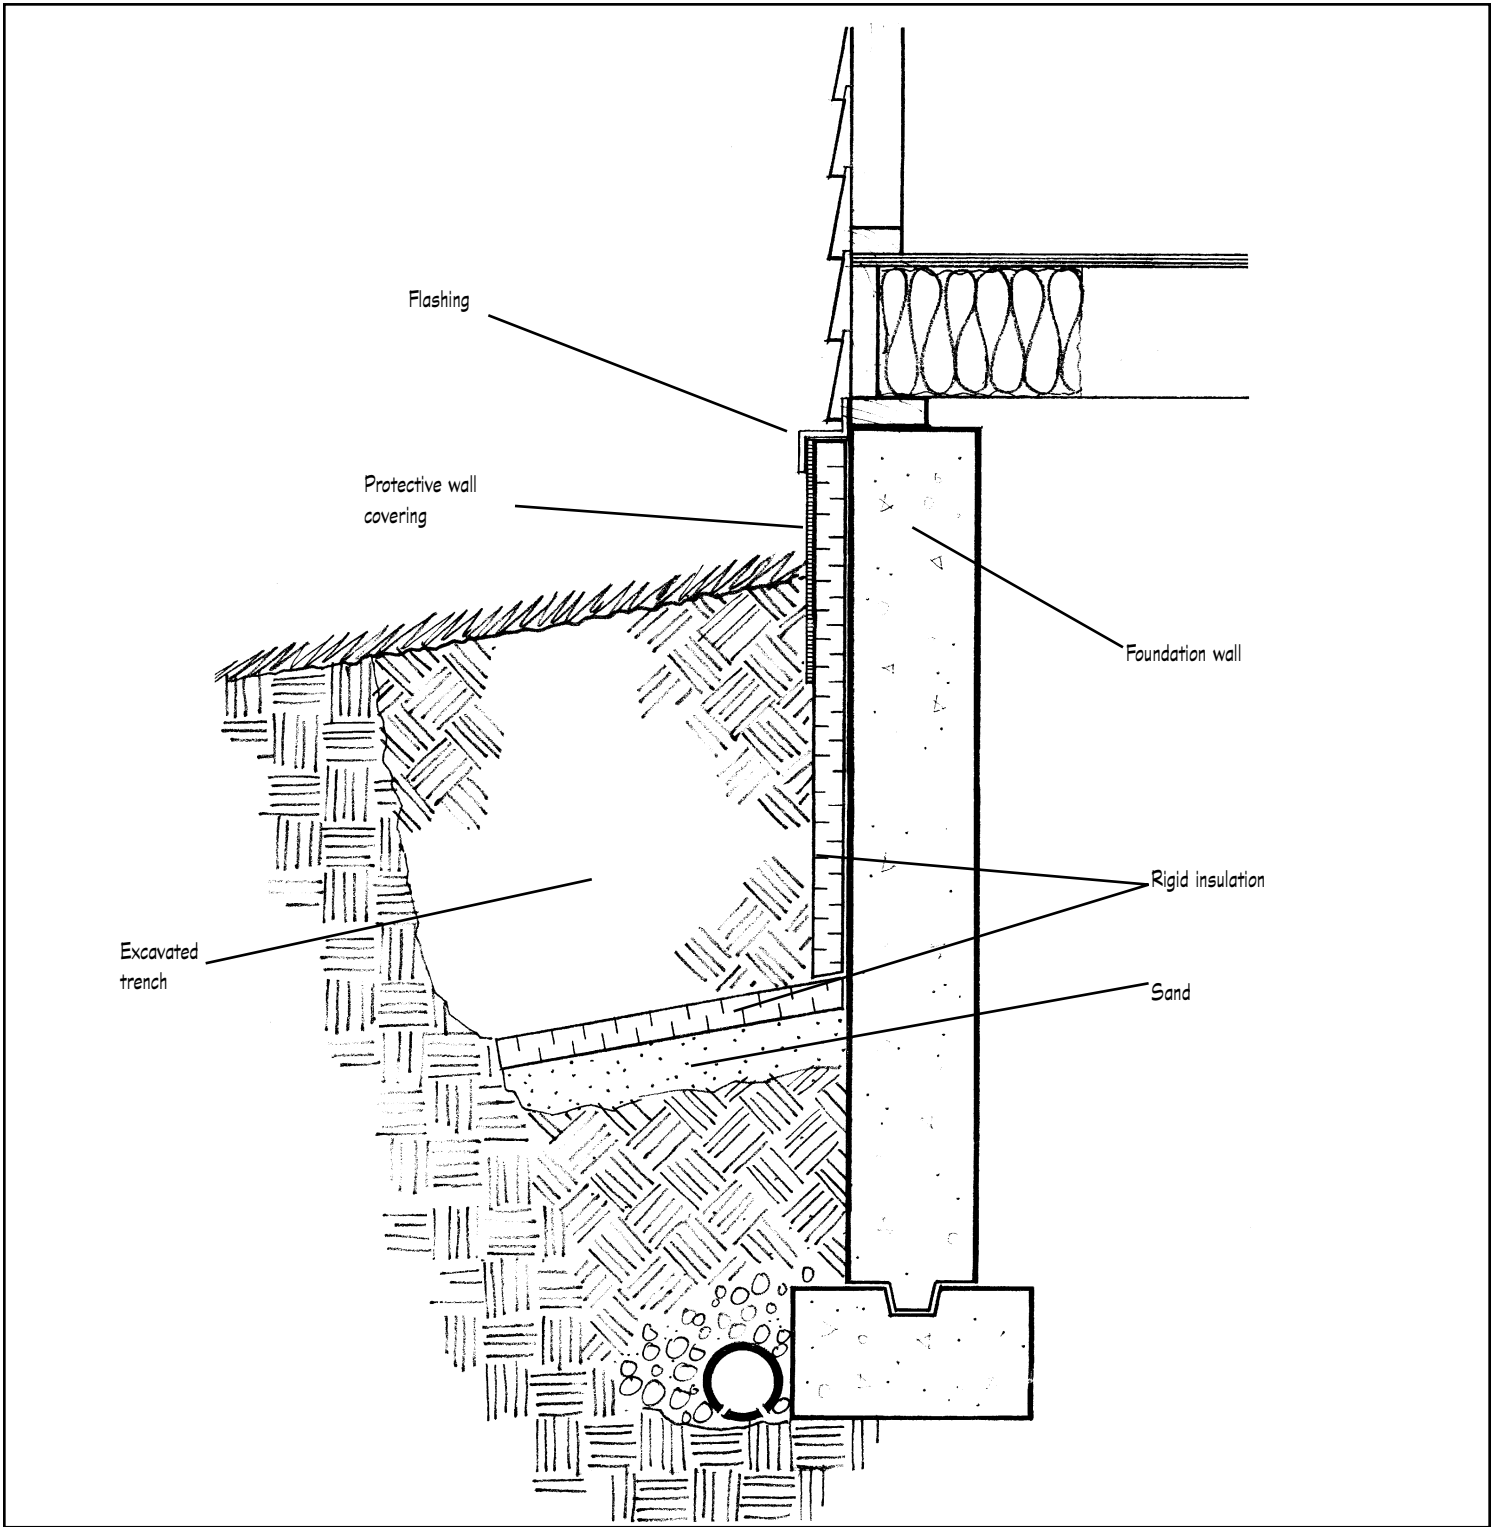 Flashing
Protective wall
covering
Foundation wall
Rigid insulation
Excavated
trench
Sand